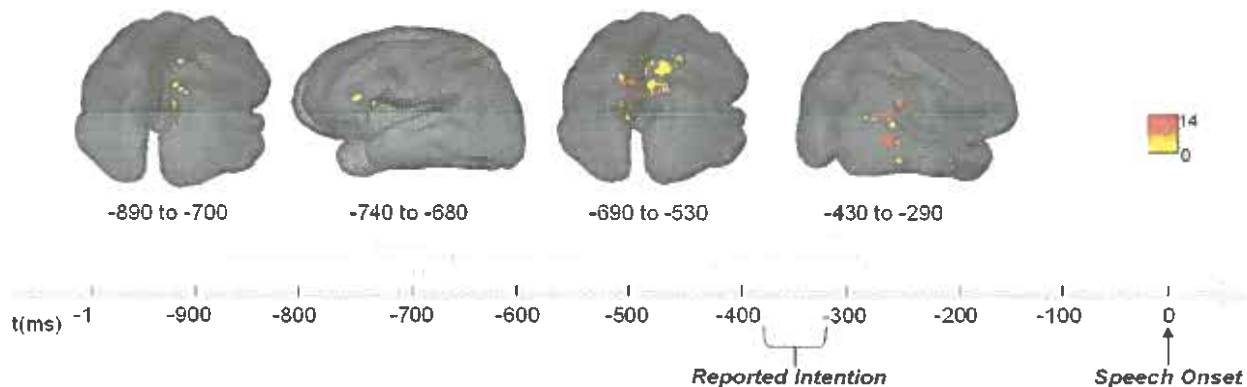 14
0
-890 to -700 -740 to -680 -690 to -530 -430 to -290
t(ms) -1 -900 -800 -700 -600 -500 -400 -300 -200 -100 0
Reported Intention Speech Onset